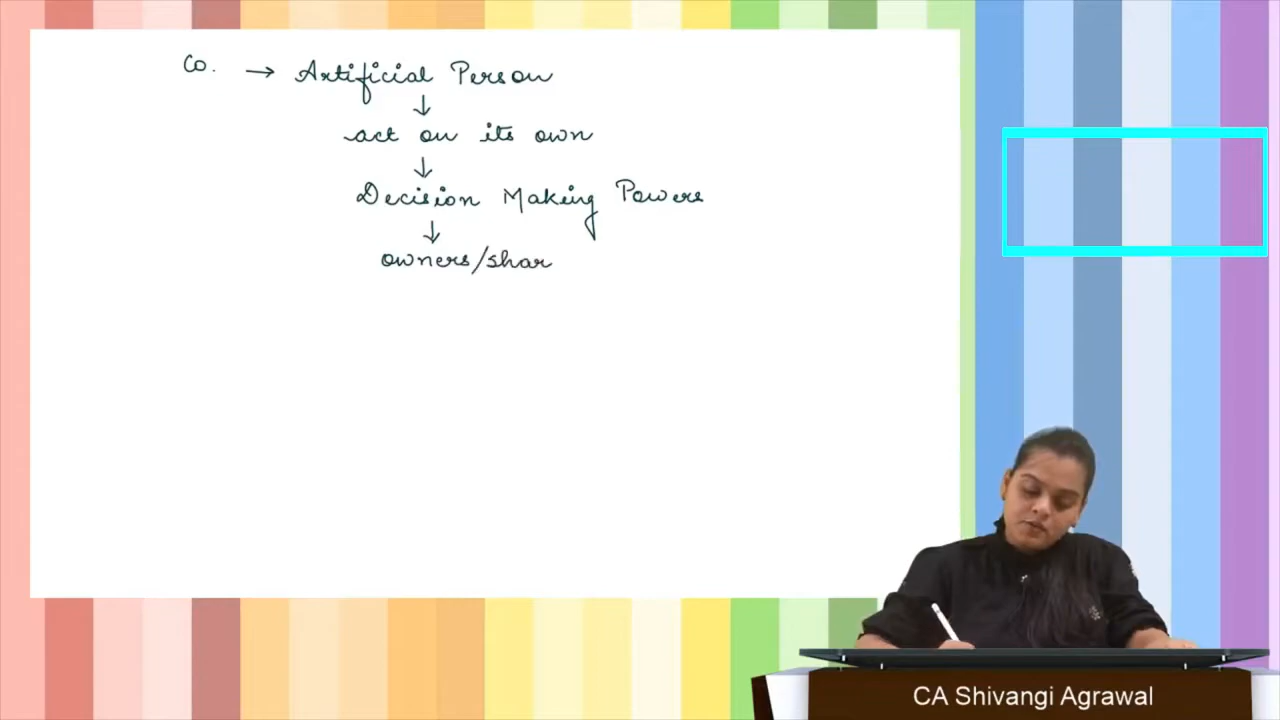 Co. → Artificial Person
↓
act on its own
↓
Decision Making Powers
↓
owners/shar
CA Shivangi Agrawal